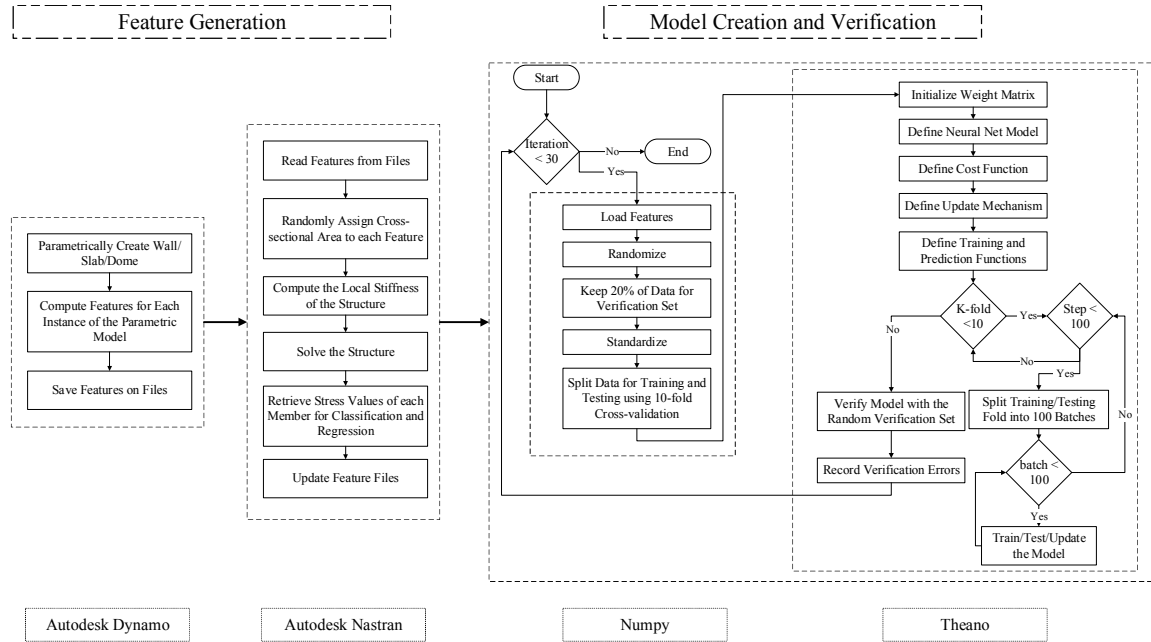 Feature Generation
Model Creation and Verification
Parametrically Create Wall/
Slab/Dome
Compute Features for Each
Instance of the Parametric
Model
Save Features on Files
Read Features from Files
Randomly Assign Cross-
sectional Area to each Feature
Compute the Local Stiffness
of the Structure
Solve the Structure
Retrieve Stress Values of each
Member for Classification and
Regression
Update Feature Files
Start
Iteration
< 30
No
End
Yes
Load Features
Randomize
Keep 20% of Data for
Verification Set
Standardize
Split Data for Training and
Testing using 10-fold
Cross-validation
Initialize Weight Matrix
Define Neural Net Model
Define Cost Function
Define Update Mechanism
Define Training and
Prediction Functions
K-fold
<10
Yes
Step <
100
No
No
Yes
Verify Model with the
Random Verification Set
Record Verification Errors
Split Training/Testing
Fold into 100 Batches
No
batch <
100
Yes
Train/Test/Update
the Model
Autodesk Dynamo
Autodesk Nastran
Numpy
Theano